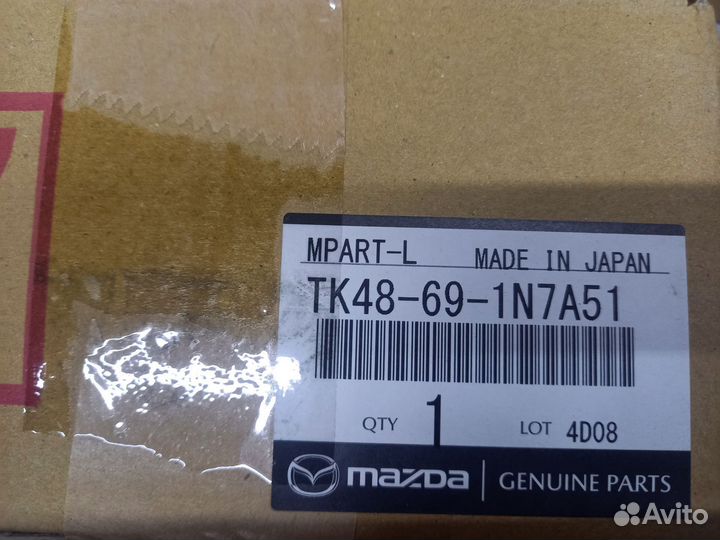 MPART-L MADE IN JAPAN
TK48-69-1N7A51
QTY 1 LOT 4D08
mazda GENUINE PARTS
Avito